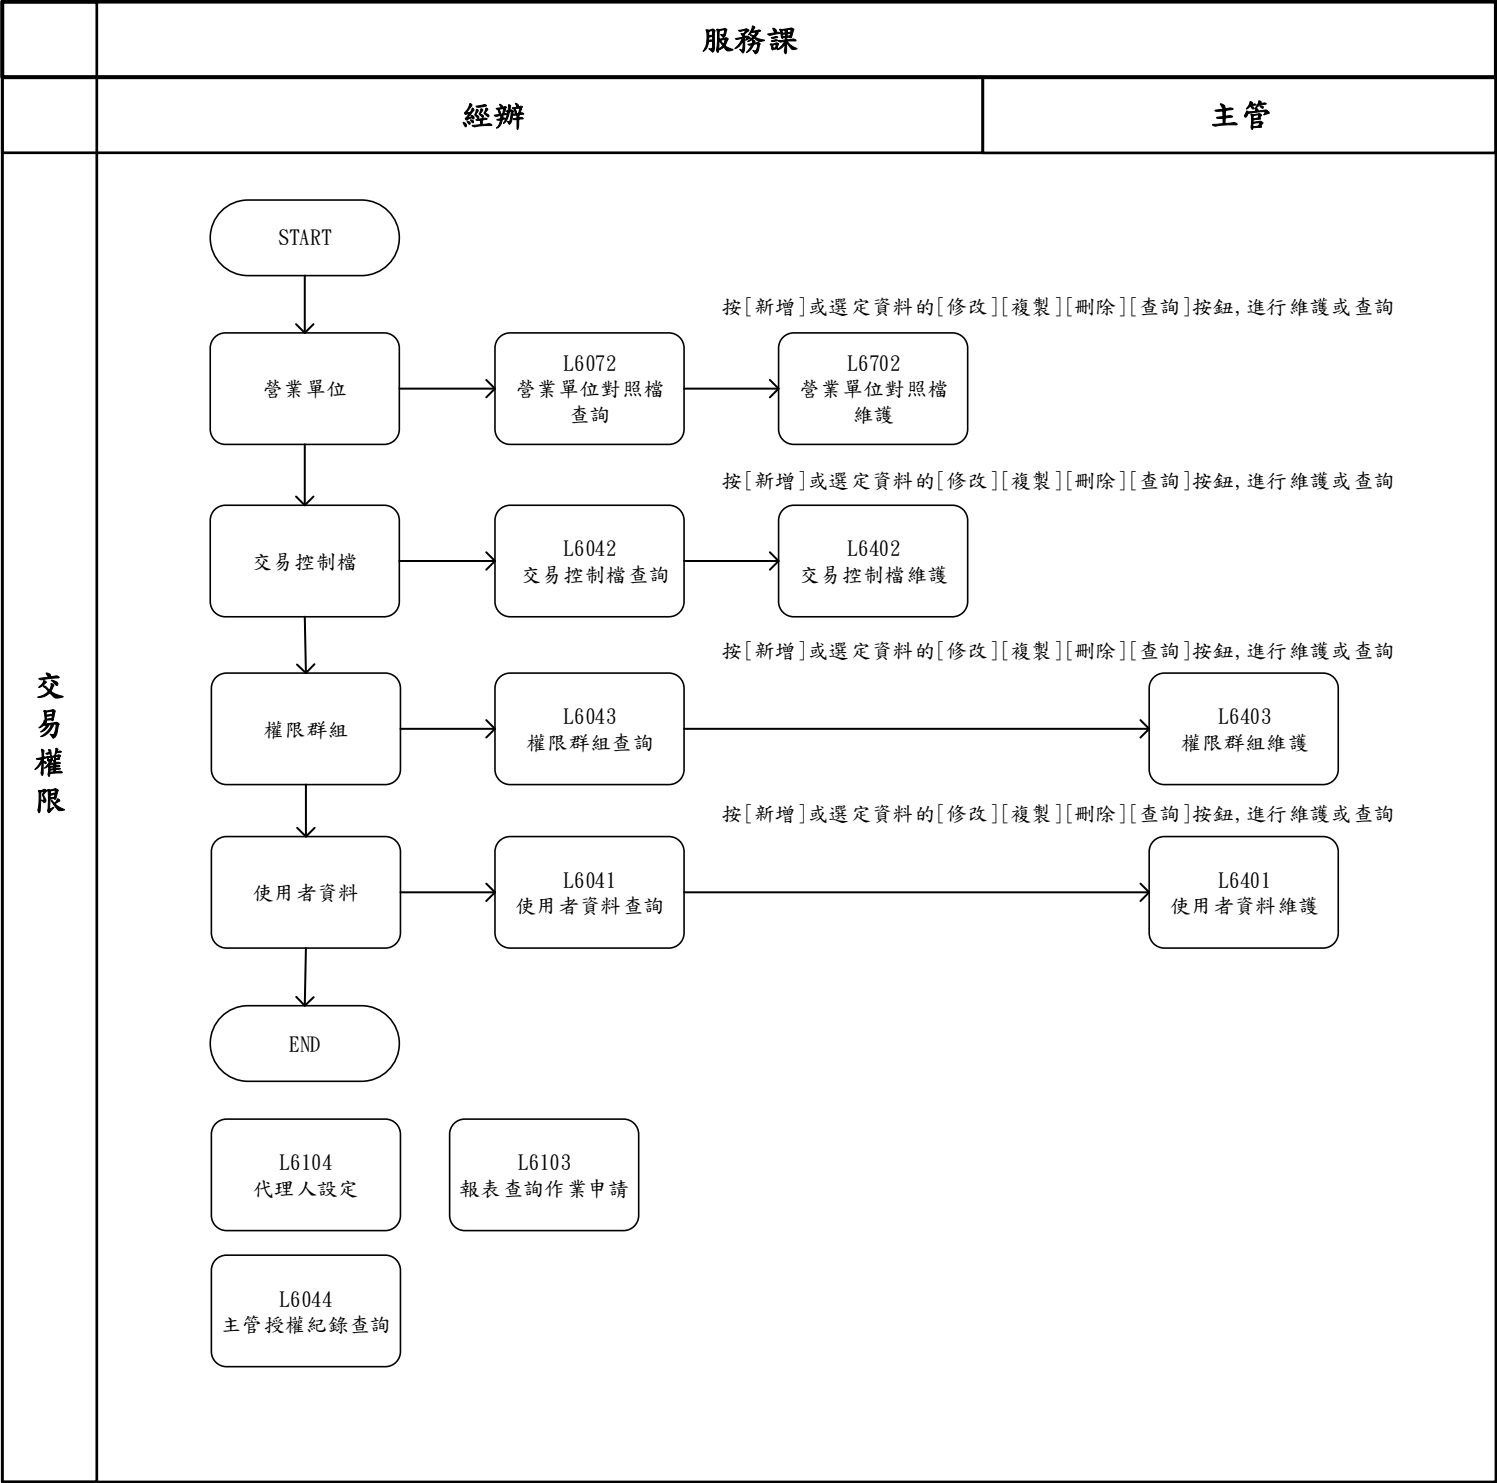 服務課
經辦
主管
交易權限
START
按[新增]或選定資料的[修改][複製][刪除][查詢]按鈕,進行維護或查詢
營業單位
L6072
營業單位對照檔
查詢
L6702
營業單位對照檔
維護
按[新增]或選定資料的[修改][複製][刪除][查詢]按鈕,進行維護或查詢
交易控制檔
L6042
交易控制檔查詢
L6402
交易控制檔維護
按[新增]或選定資料的[修改][複製][刪除][查詢]按鈕,進行維護或查詢
權限群組
L6043
權限群組查詢
L6403
權限群組維護
按[新增]或選定資料的[修改][複製][刪除][查詢]按鈕,進行維護或查詢
使用者資料
L6041
使用者資料查詢
L6401
使用者資料維護
END
L6104
代理人設定
L6103
報表查詢作業申請
L6044
主管授權紀錄查詢